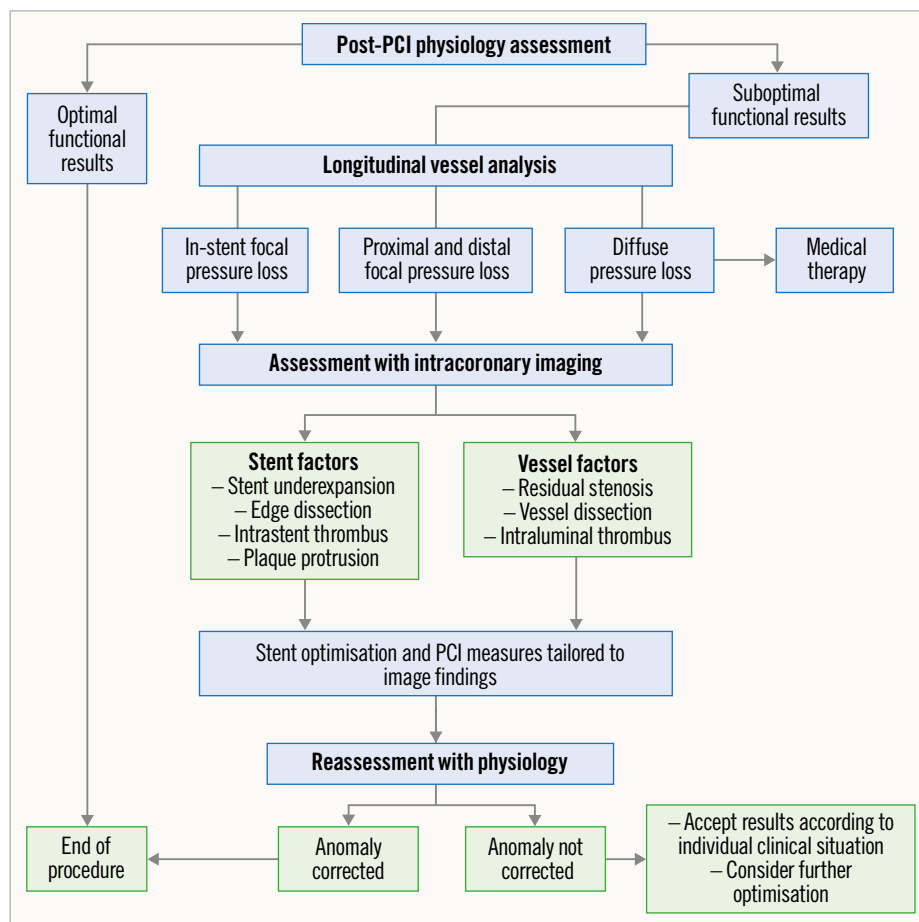 Post-PCI physiology assessment
Optimal
functional
results
Suboptimal
functional results
Longitudinal vessel analysis
In-stent focal
pressure loss
Proximal and distal
focal pressure loss
Diffuse
pressure loss
Medical
therapy
Assessment with intracoronary imaging
Stent factors
– Stent underexpansion
– Edge dissection
– Intrastent thrombus
– Plaque protrusion
Vessel factors
– Residual stenosis
– Vessel dissection
– Intraluminal thrombus
Stent optimisation and PCI measures tailored to
image findings
Reassessment with physiology
End of
procedure
Anomaly
corrected
Anomaly not
corrected
– Accept results according to
individual clinical situation
– Consider further
optimisation